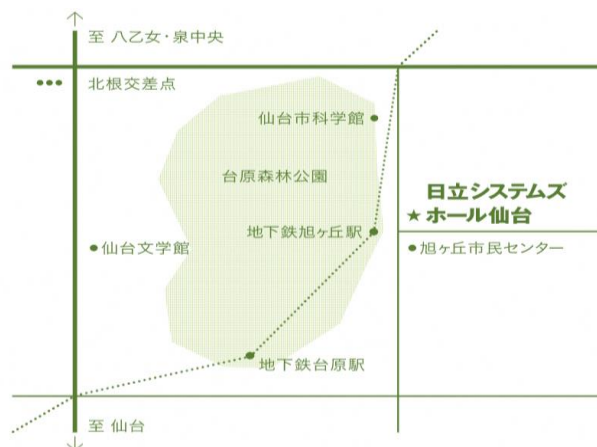 至 八乙女・泉中央
北根交差点
仙台市科学館
台原森林公園
日立システムズ
ホール仙台
地下鉄旭ヶ丘駅
仙台文学館
旭ヶ丘市民センター
地下鉄台原駅
至 仙台